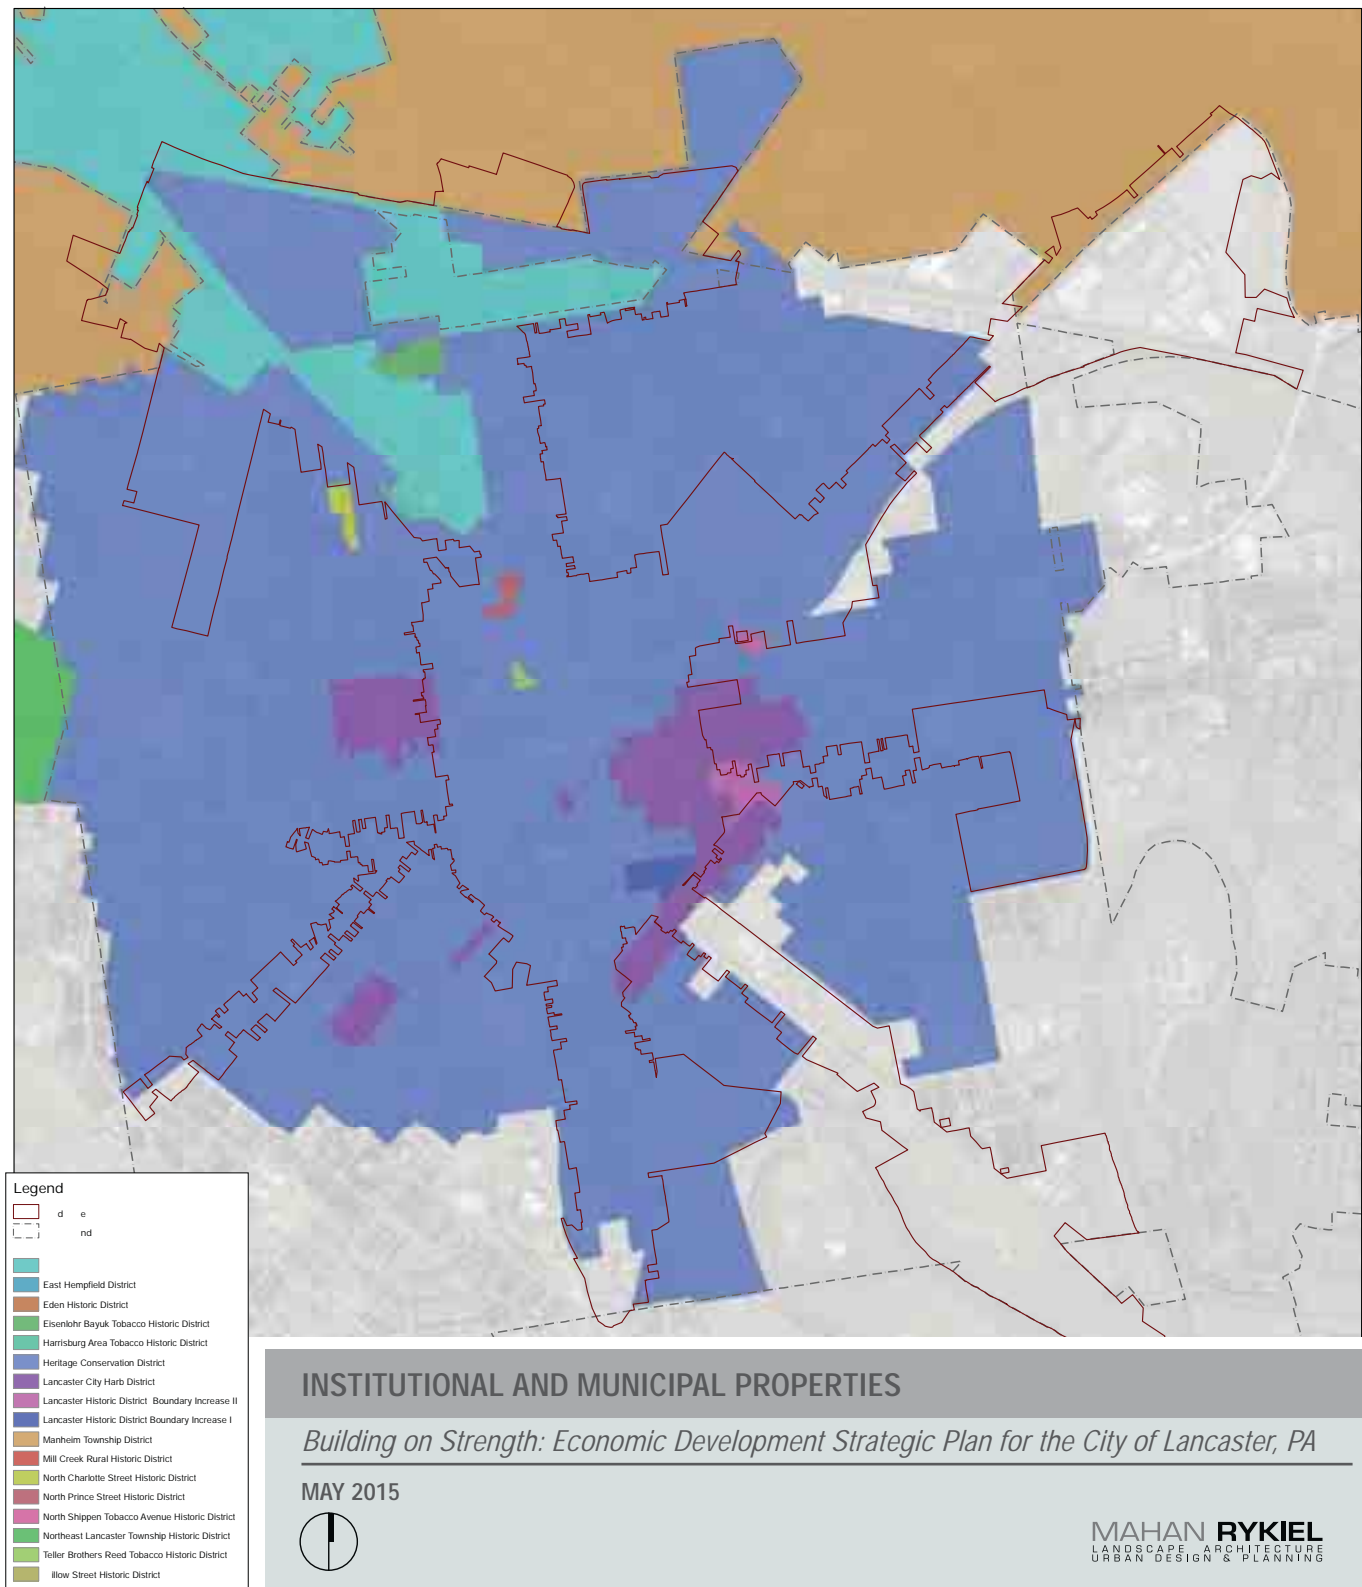 Legend
d e
nd
East Hempfield District
Eden Historic District
Eisenlohr Bayuk Tobacco Historic District
Harrisburg Area Tobacco Historic District
Heritage Conservation District
Lancaster City Harb District
Lancaster Historic District Boundary Increase II
Lancaster Historic District Boundary Increase I
Manheim Township District
Mill Creek Rural Historic District
North Charlotte Street Historic District
North Prince Street Historic District
North Shippen Tobacco Avenue Historic District
Northeast Lancaster Township Historic District
Teller Brothers Reed Tobacco Historic District
illow Street Historic District
INSTITUTIONAL AND MUNICIPAL PROPERTIES
Building on Strength: Economic Development Strategic Plan for the City of Lancaster, PA
MAY 2015
MAHAN RYKIEL
LANDSCAPE ARCHITECTURE
URBAN DESIGN & PLANNING